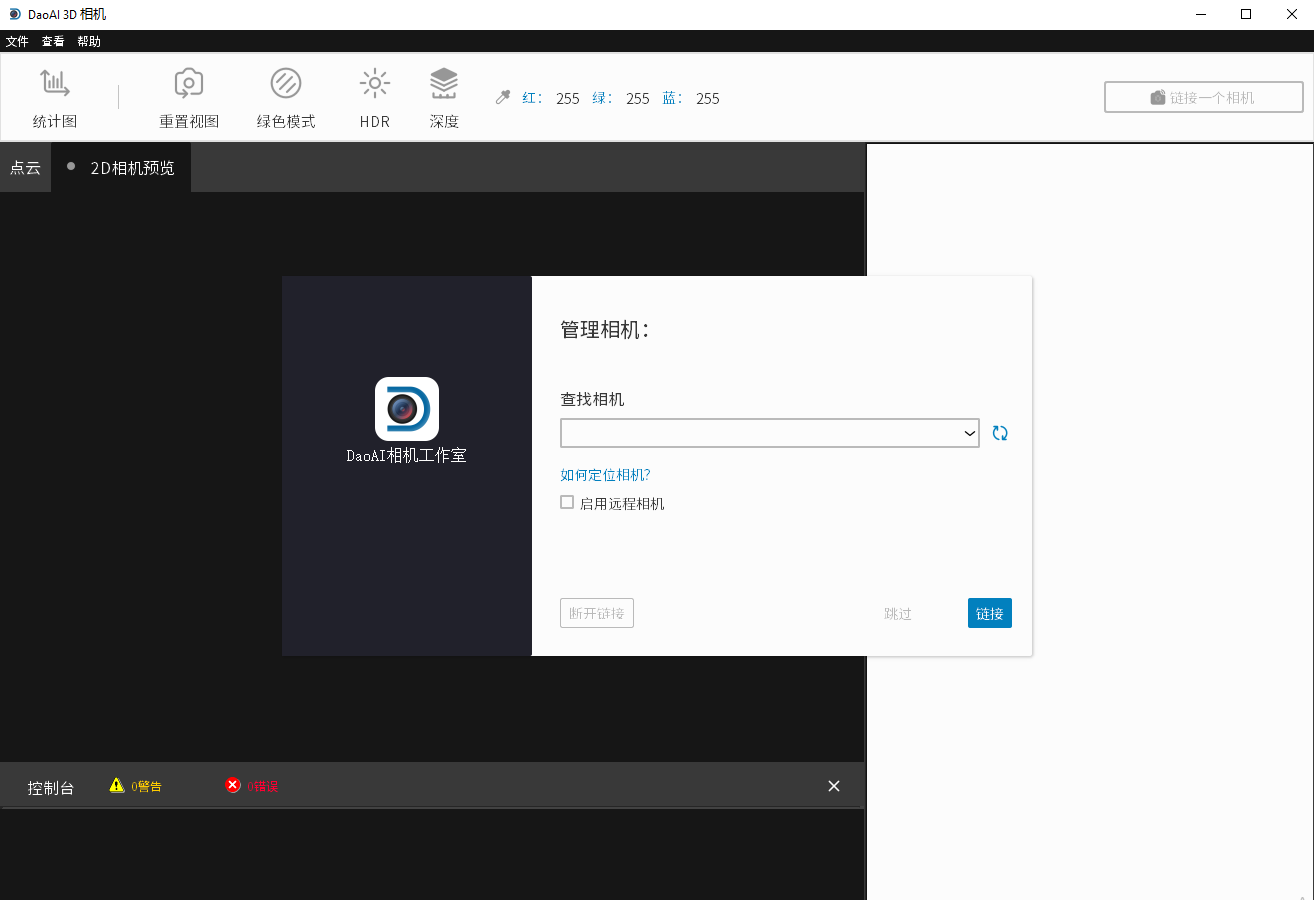 DaoAI 3D 相机
文件 查看 帮助
统计图 重置视图 绿色模式 HDR 深度 红: 255 绿: 255 蓝: 255 链接一个相机
点云 2D相机预览
管理相机:
查找相机
DaoAI相机工作室
如何定位相机?
启用远程相机
断开链接 跳过 链接
控制台 0警告 0错误